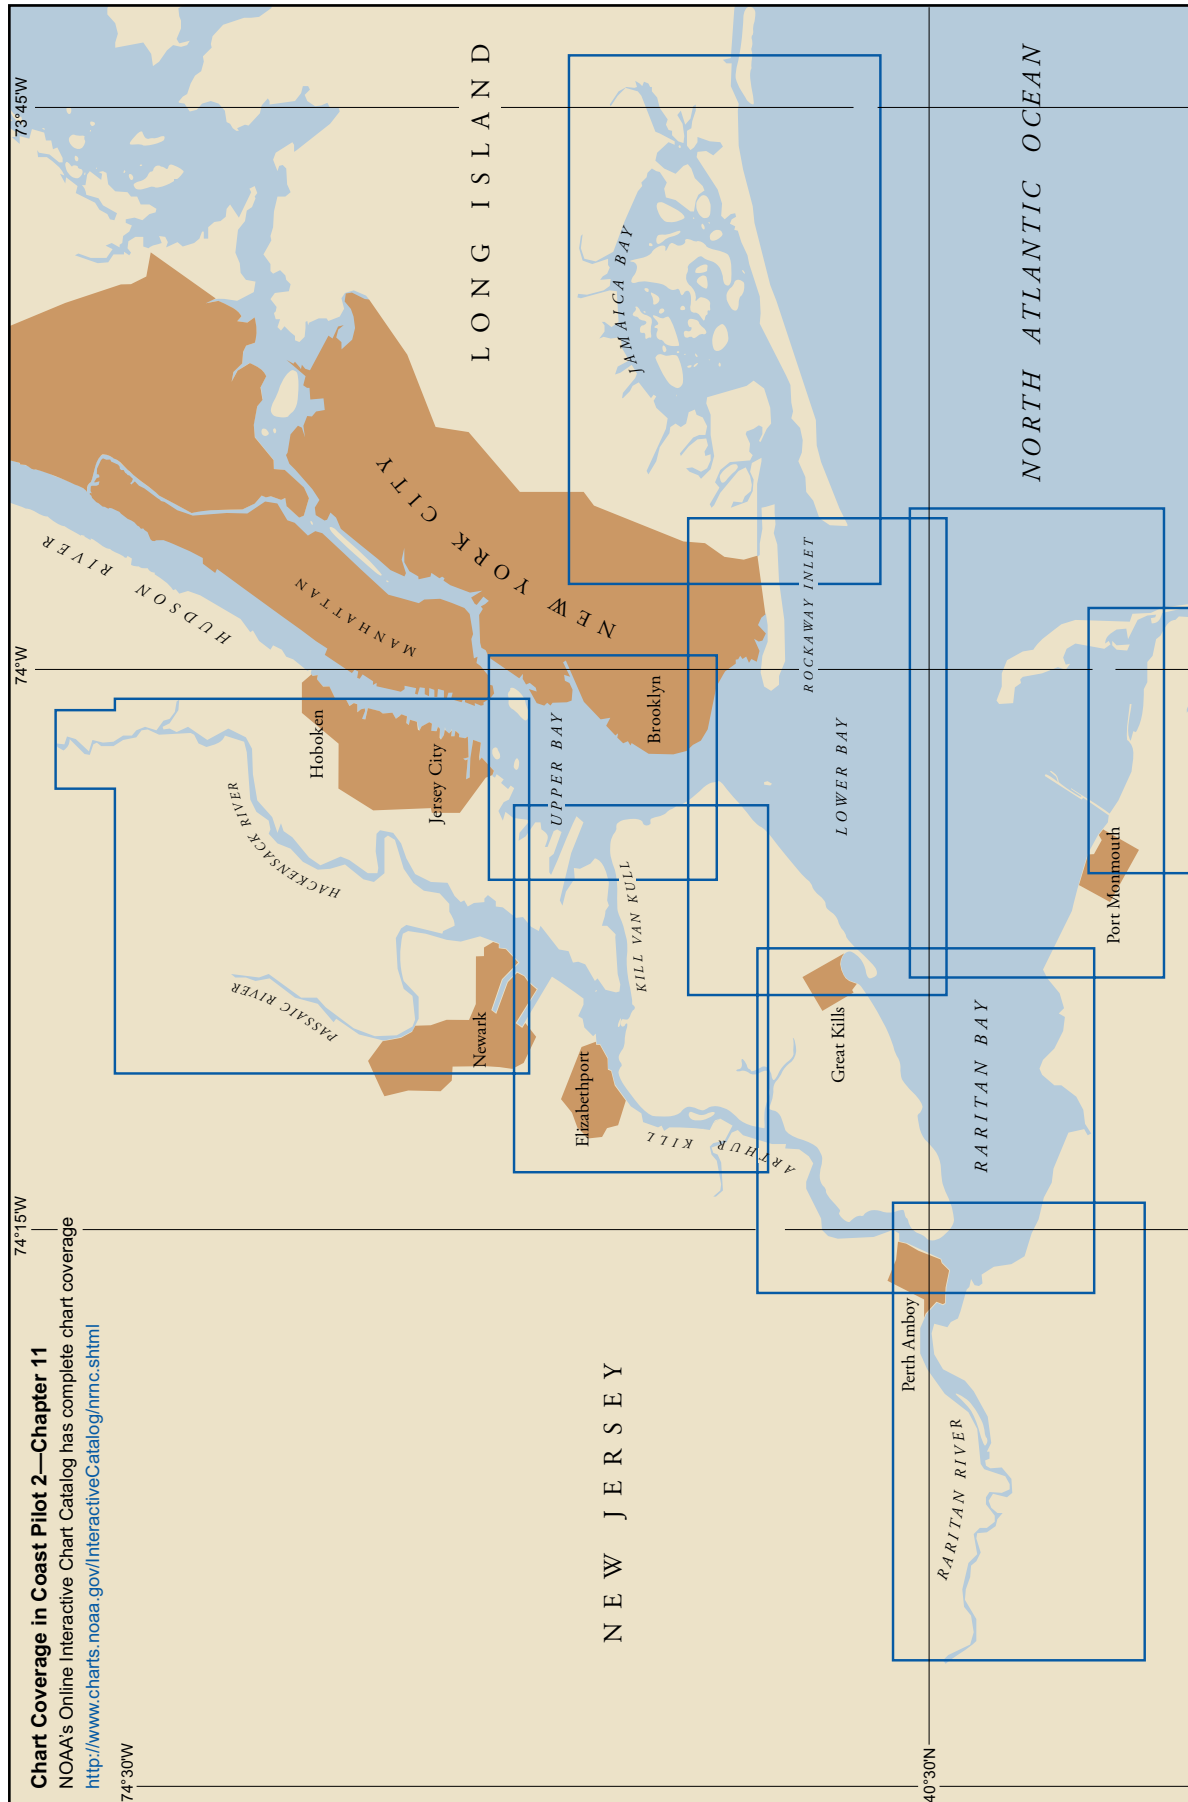 Chart Coverage in Coast Pilot 2—Chapter 11
NOAA's Online Interactive Chart Catalog has complete chart coverage
http://www.charts.noaa.gov/InteractiveCatalog/nrnc.shtml
74°30'W
74°15'W
74°W
73°45'W
40°30'N
HUDSON RIVER
MANHATTAN
NEW YORK CITY
LONG ISLAND
HACKENSACK RIVER
PASSAIC RIVER
Hoboken
Jersey City
Newark
UPPER BAY
Brooklyn
JAMAICA BAY
Elizabethport
KILL VAN KULL
ARTHUR KILL
NEW JERSEY
ROCKAWAY INLET
LOWER BAY
Great Kills
Perth Amboy
RARITAN RIVER
RARITAN BAY
NORTH ATLANTIC OCEAN
Port Monmouth